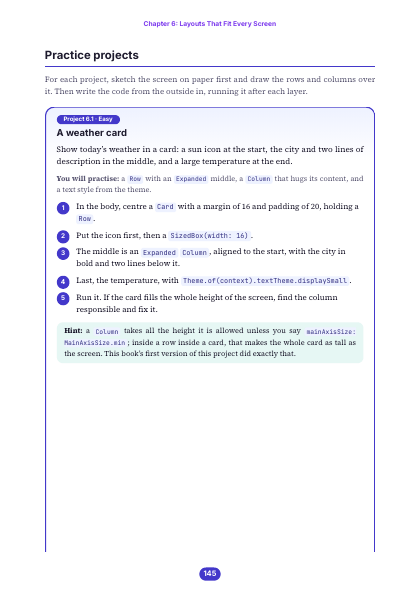 Chapter 6: Layouts That Fit Every Screen
Practice projects
For each project, sketch the screen on paper first and draw the rows and columns over
it. Then write the code from the outside in, running it after each layer.
Project 6.1 · Easy
A weather card
Show today's weather in a card: a sun icon at the start, the city and two lines of
description in the middle, and a large temperature at the end.
You will practise: a Row with an Expanded middle, a Column that hugs its content, and
a text style from the theme.
1 In the body, centre a Card with a margin of 16 and padding of 20, holding a
Row.
2 Put the icon first, then a SizedBox(width: 16).
3 The middle is an Expanded Column, aligned to the start, with the city in
bold and two lines below it.
4 Last, the temperature, with Theme.of(context).textTheme.displaySmall.
5 Run it. If the card fills the whole height of the screen, find the column
responsible and fix it.
Hint: a Column takes all the height it is allowed unless you say mainAxisSize:
MainAxisSize.min; inside a row inside a card, that makes the whole card as tall as
the screen. This book's first version of this project did exactly that.
145